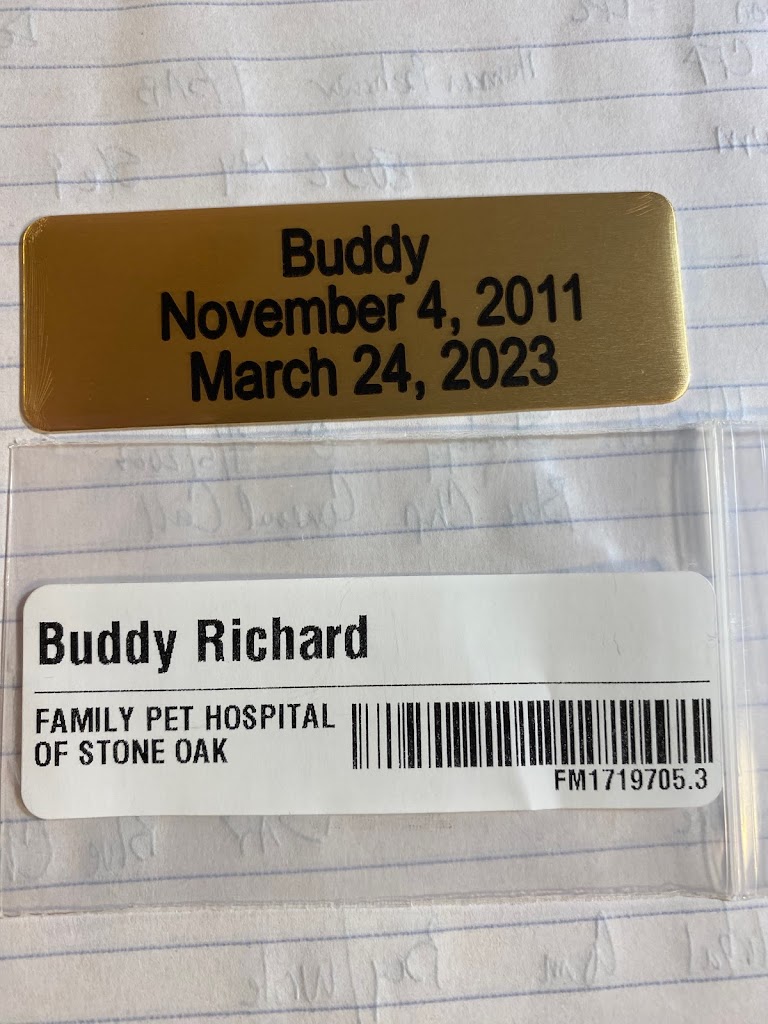 Buddy
November 4, 2011
March 24, 2023
Buddy Richard
FAMILY PET HOSPITAL
OF STONE OAK
FM1719705.3